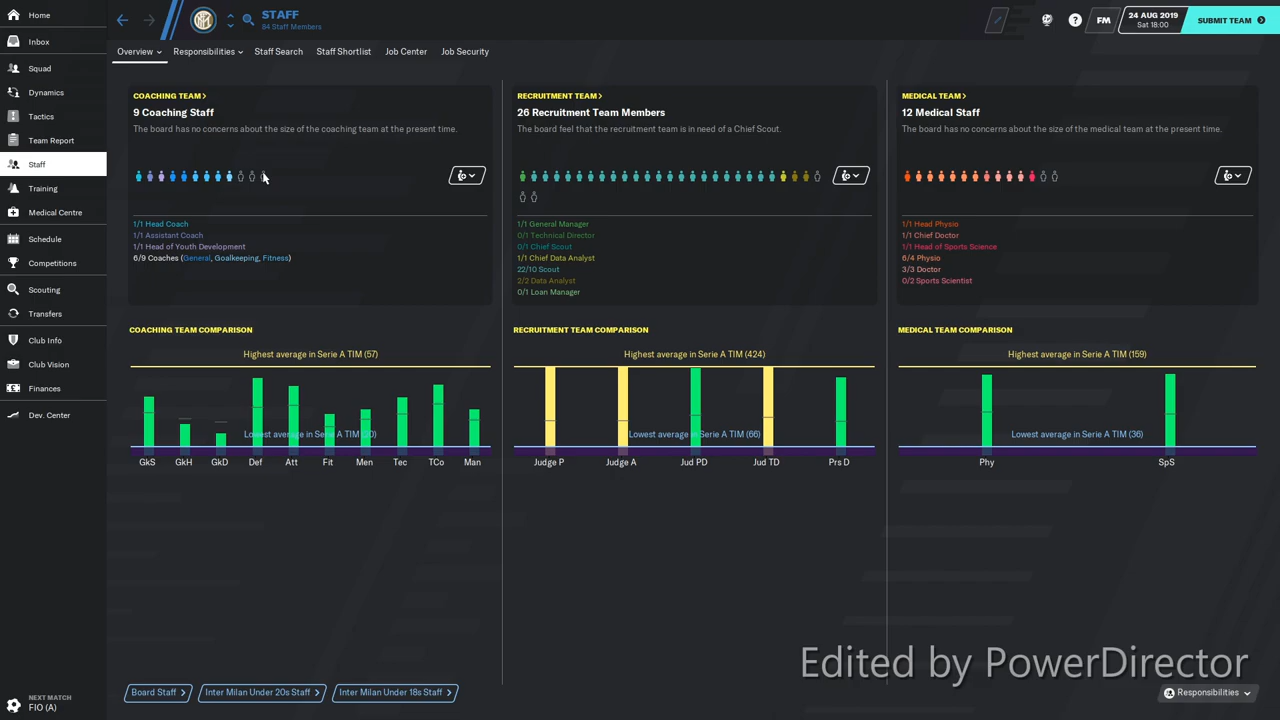 Home
STAFF
84 Staff Members
FM
24 AUG 2019
Sat 18:00
SUBMIT TEAM
Inbox
Squad
Dynamics
Tactics
Team Report
Staff
Training
Medical Centre
Schedule
Competitions
Scouting
Transfers
Club Info
Club Vision
Finances
Dev. Center
NEXT MATCH
FIO (A)
Overview Responsibilities Staff Search Staff Shortlist Job Center Job Security
COACHING TEAM >
9 Coaching Staff
The board has no concerns about the size of the coaching team at the present time.
1/1 Head Coach
1/1 Assistant Coach
1/1 Head of Youth Development
6/9 Coaches (General, Goalkeeping, Fitness)
RECRUITMENT TEAM >
26 Recruitment Team Members
The board feel that the recruitment team is in need of a Chief Scout.
1/1 General Manager
0/1 Technical Director
0/1 Chief Scout
1/1 Chief Data Analyst
22/10 Scout
2/2 Data Analyst
0/1 Loan Manager
MEDICAL TEAM >
12 Medical Staff
The board has no concerns about the size of the medical team at the present time.
1/1 Head Physio
1/1 Chief Doctor
1/1 Head of Sports Science
6/4 Physio
3/3 Doctor
0/2 Sports Scientist
COACHING TEAM COMPARISON
Highest average in Serie A TIM (57)
Lowest average in Serie A TIM
GkS GkH GkD Def Att Fit Men Tec TCo Man
RECRUITMENT TEAM COMPARISON
Highest average in Serie A TIM (424)
Lowest average in Serie A TIM (66)
Judge P Judge A Jud PD Jud TD Prs D
MEDICAL TEAM COMPARISON
Highest average in Serie A TIM (159)
Lowest average in Serie A TIM (36)
Phy SpS
Edited by PowerDirector
Board Staff > Inter Milan Under 20s Staff > Inter Milan Under 18s Staff >
Responsibilities